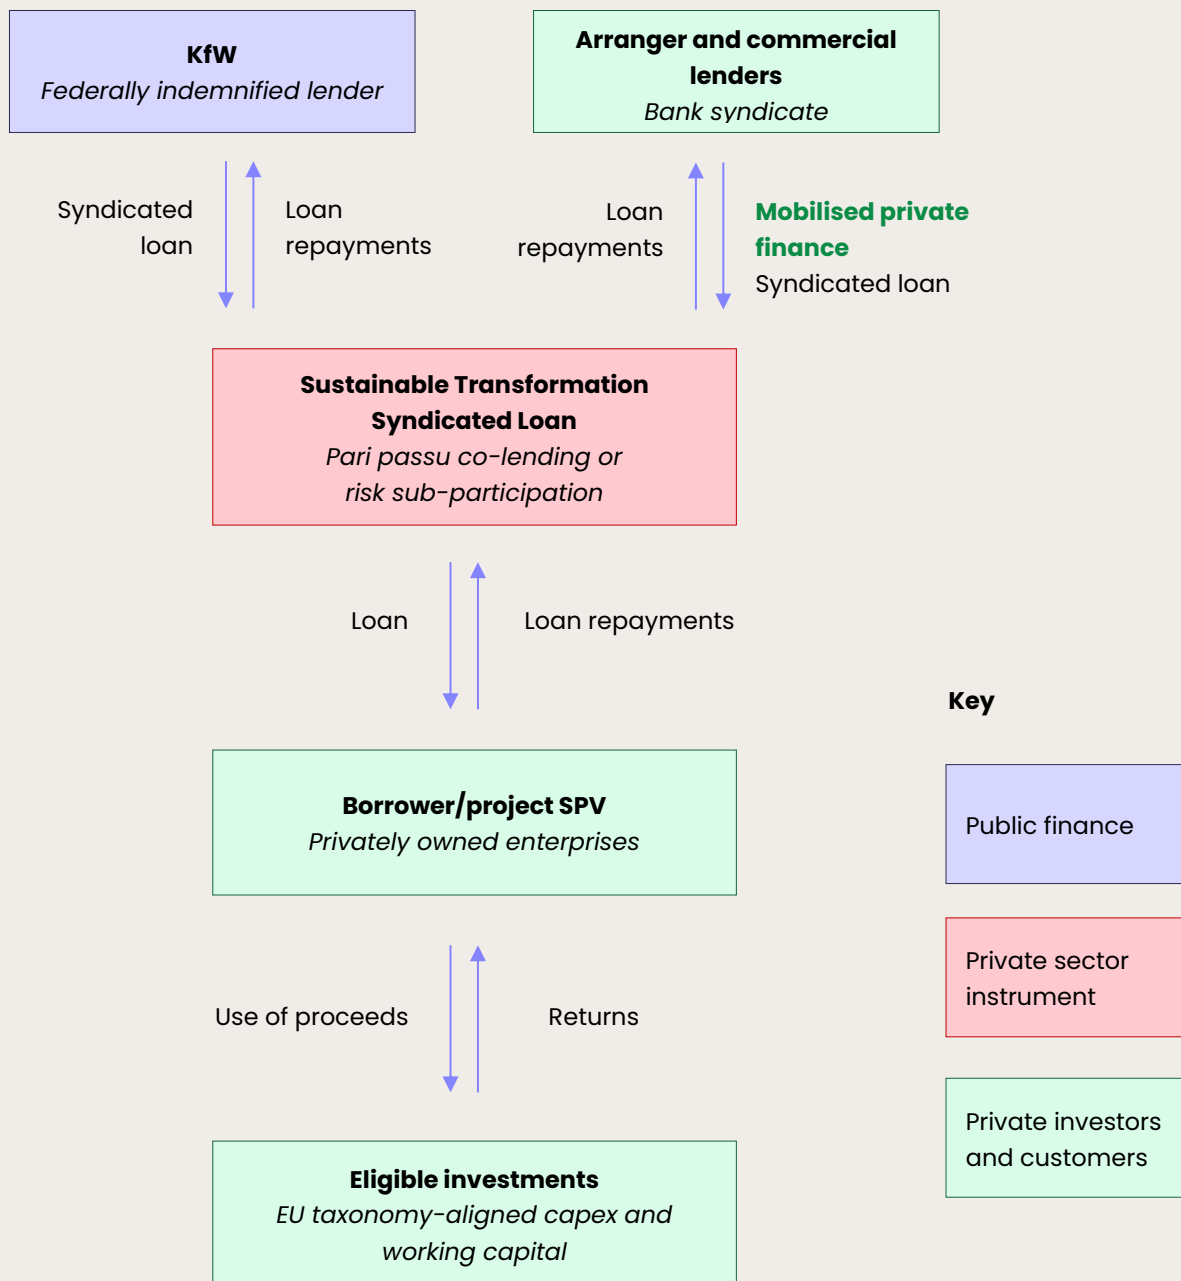 KfW
Federally indemnified lender
Arranger and commercial
lenders
Bank syndicate
Syndicated
loan
Loan
repayments
Loan
repayments
Mobilised private
finance
Syndicated loan
Sustainable Transformation
Syndicated Loan
Pari passu co-lending or
risk sub-participation
Loan
Loan repayments
Borrower/project SPV
Privately owned enterprises
Use of proceeds
Returns
Eligible investments
EU taxonomy-aligned capex and
working capital
Key
Public finance
Private sector
instrument
Private investors
and customers